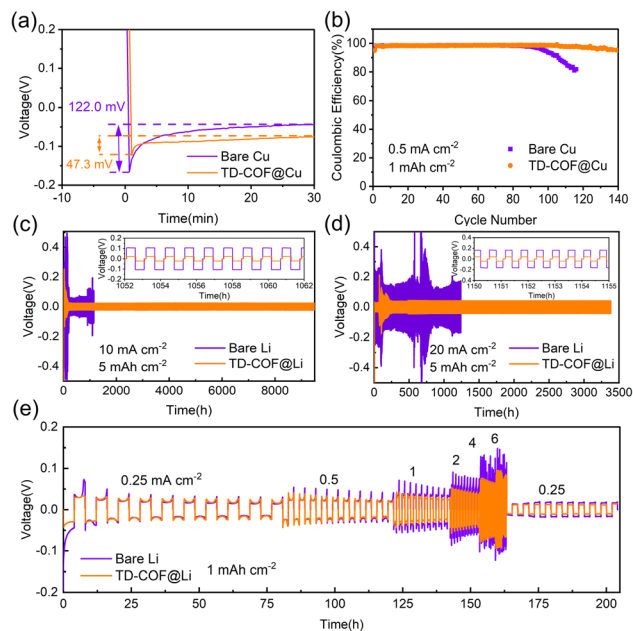 (a)
Voltage(V)
0.2
0.1
0.0
-0.1
-0.2
122.0 mV
47.3 mV
Bare Cu
TD-COF@Cu
-10 0 10 20 30
Time(min)
(b)
Coulombic Efficiency(%)
120
100
80
60
40
20
0
0.5 mA cm-2
1 mAh cm-2
Bare Cu
TD-COF@Cu
0 20 40 60 80 100 120 140
Cycle Number
(c)
Voltage(V)
0.4
0.2
0.0
-0.2
-0.4
Voltage(V)
0.2
0.1
0.0
-0.1
-0.2
1052 1054 1056 1058 1060 1062
Time(h)
10 mA cm-2
5 mAh cm-2
Bare Li
TD-COF@Li
0 2000 4000 6000 8000
Time(h)
(d)
Voltage(V)
0.4
0.2
0.0
-0.2
-0.4
Voltage(V)
0.4
0.2
0.0
-0.2
-0.4
1150 1151 1152 1153 1154 1155
Time(h)
20 mA cm-2
5 mAh cm-2
Bare Li
TD-COF@Li
0 500 1000 1500 2000 2500 3000 3500
Time(h)
(e)
Voltage(V)
0.2
0.1
0.0
-0.1
-0.2
0.25 mA cm-2
0.5
1
2
4
6
0.25
Bare Li
TD-COF@Li
1 mAh cm-2
0 25 50 75 100 125 150 175 200
Time(h)